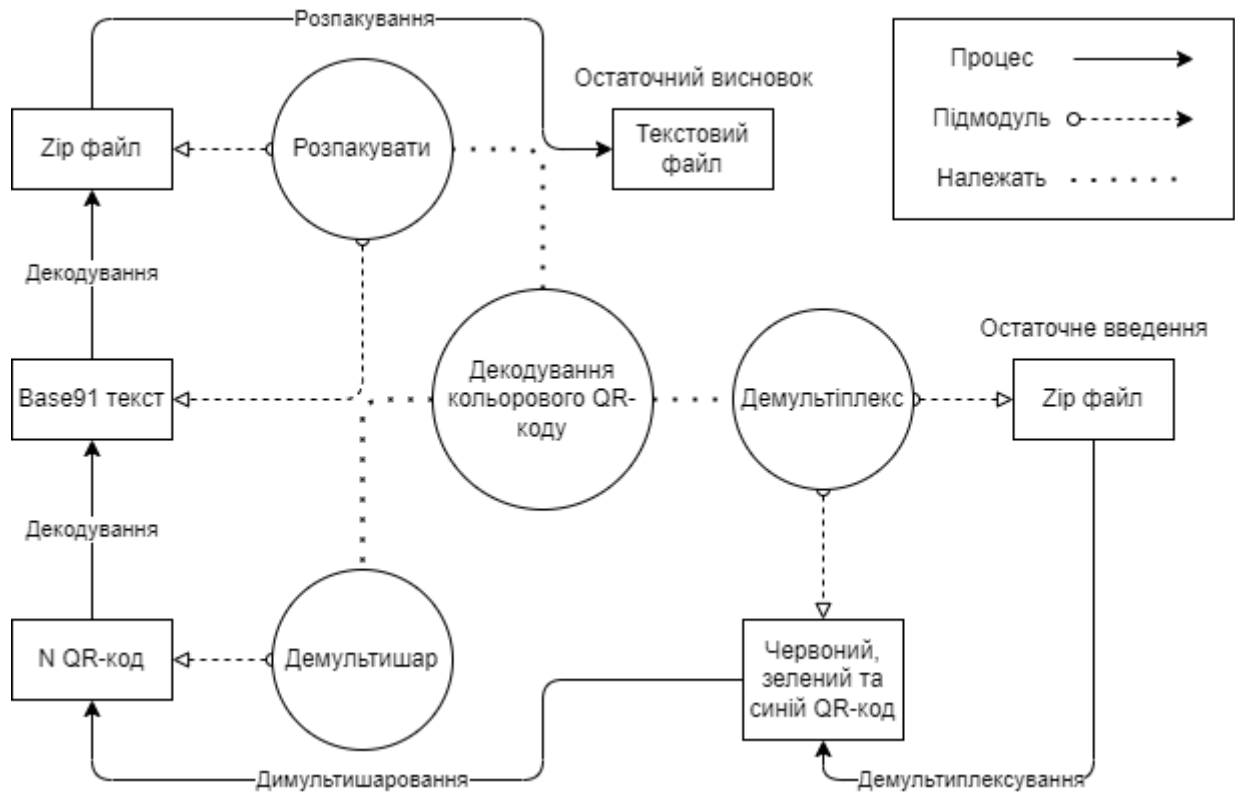 Розпакування
Процес
Підмодуль
Належать
Остаточний висновок
Zip файл
Розпакувати
Текстовий
файл
Декодування
Остаточне введення
Base91 текст
Декодування
кольорового QR-
коду
Демультіплекс
Zip файл
Декодування
N QR-код
Демультишар
Червоний,
зелений та
синій QR-код
Димультишаровання
Демультиплексування